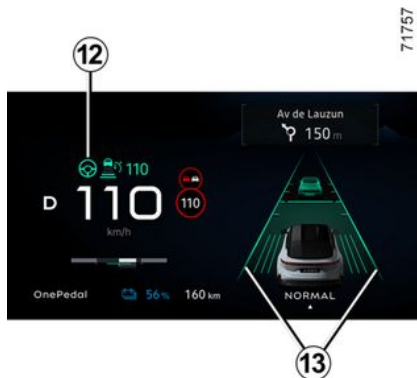 71757
12
Av de Lauzun
150 m
110
D 110 110
km/h
OnePedal 56% 160 km
NORMAL
13